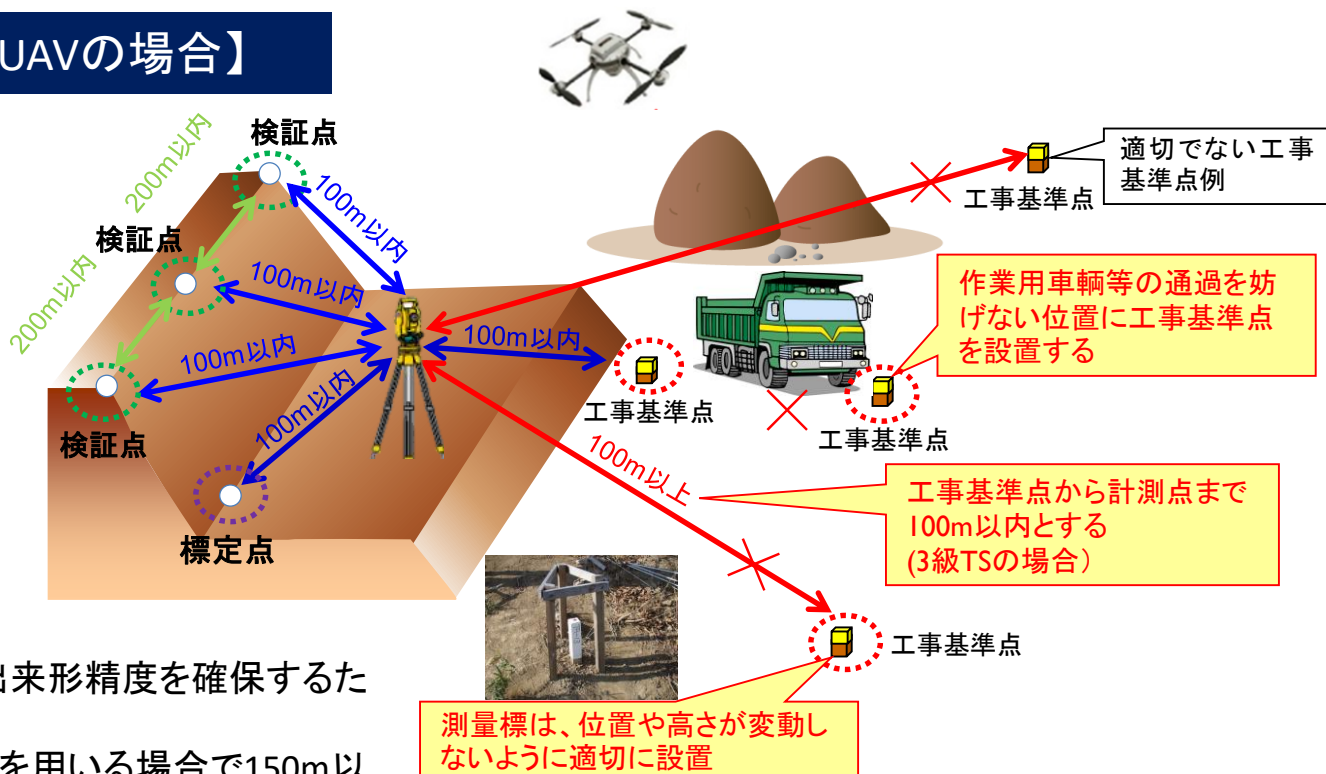 UAVの場合】
検証点
200m以内
100m以内
検証点
200m以内
100m以内
100m以内
検証点
100m以内
標定点
100m以内
工事基準点
適切でない工事
基準点例
工事基準点
作業用車輌等の通過を妨
げない位置に工事基準点
を設置する
工事基準点
100m以上
工事基準点から計測点まで
100m以内とする
(3級TSの場合）
工事基準点
測量標は、位置や高さが変動し
ないように適切に設置
出来形精度を確保するた
を用いる場合で150m以